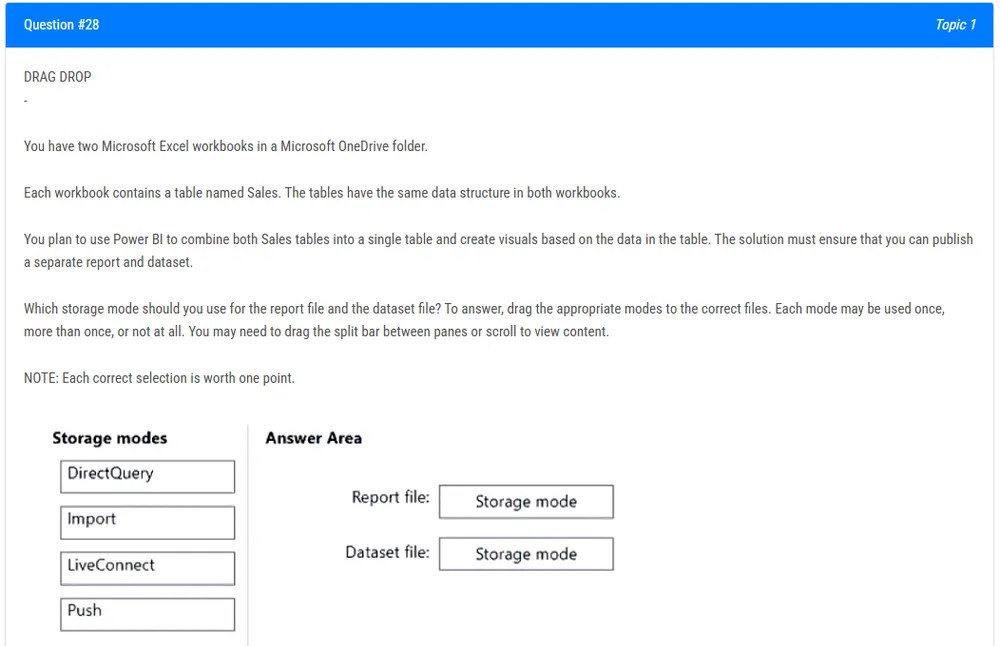 Question #28
Topic 1
DRAG DROP
-
You have two Microsoft Excel workbooks in a Microsoft OneDrive folder.
Each workbook contains a table named Sales. The tables have the same data structure in both workbooks.
You plan to use Power BI to combine both Sales tables into a single table and create visuals based on the data in the table. The solution must ensure that you can publish
a separate report and dataset.
Which storage mode should you use for the report file and the dataset file? To answer, drag the appropriate modes to the correct files. Each mode may be used once,
more than once, or not at all. You may need to drag the split bar between panes or scroll to view content.
NOTE: Each correct selection is worth one point.
Storage modes
DirectQuery
Import
LiveConnect
Push
Answer Area
Report file: Storage mode
Dataset file: Storage mode